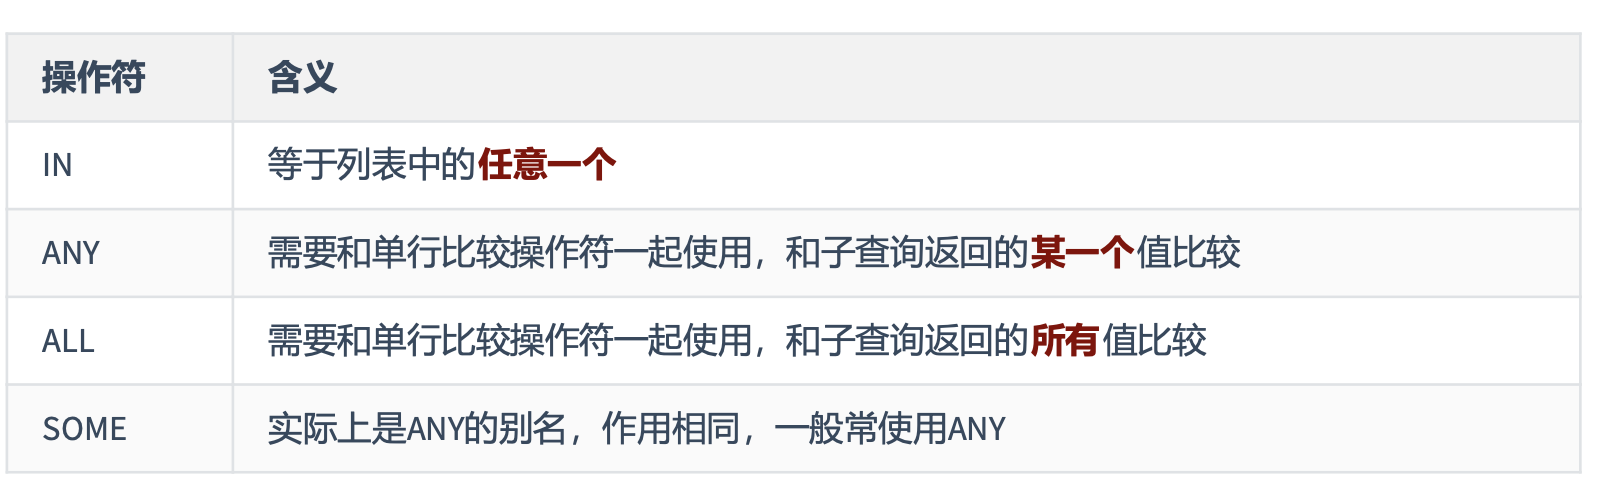 操作符 含义
IN 等于列表中的任意一个
ANY 需要和单行比较操作符一起使用，和子查询返回的某一个值比较
ALL 需要和单行比较操作符一起使用，和子查询返回的所有值比较
SOME 实际上是ANY的别名，作用相同，一般常使用ANY